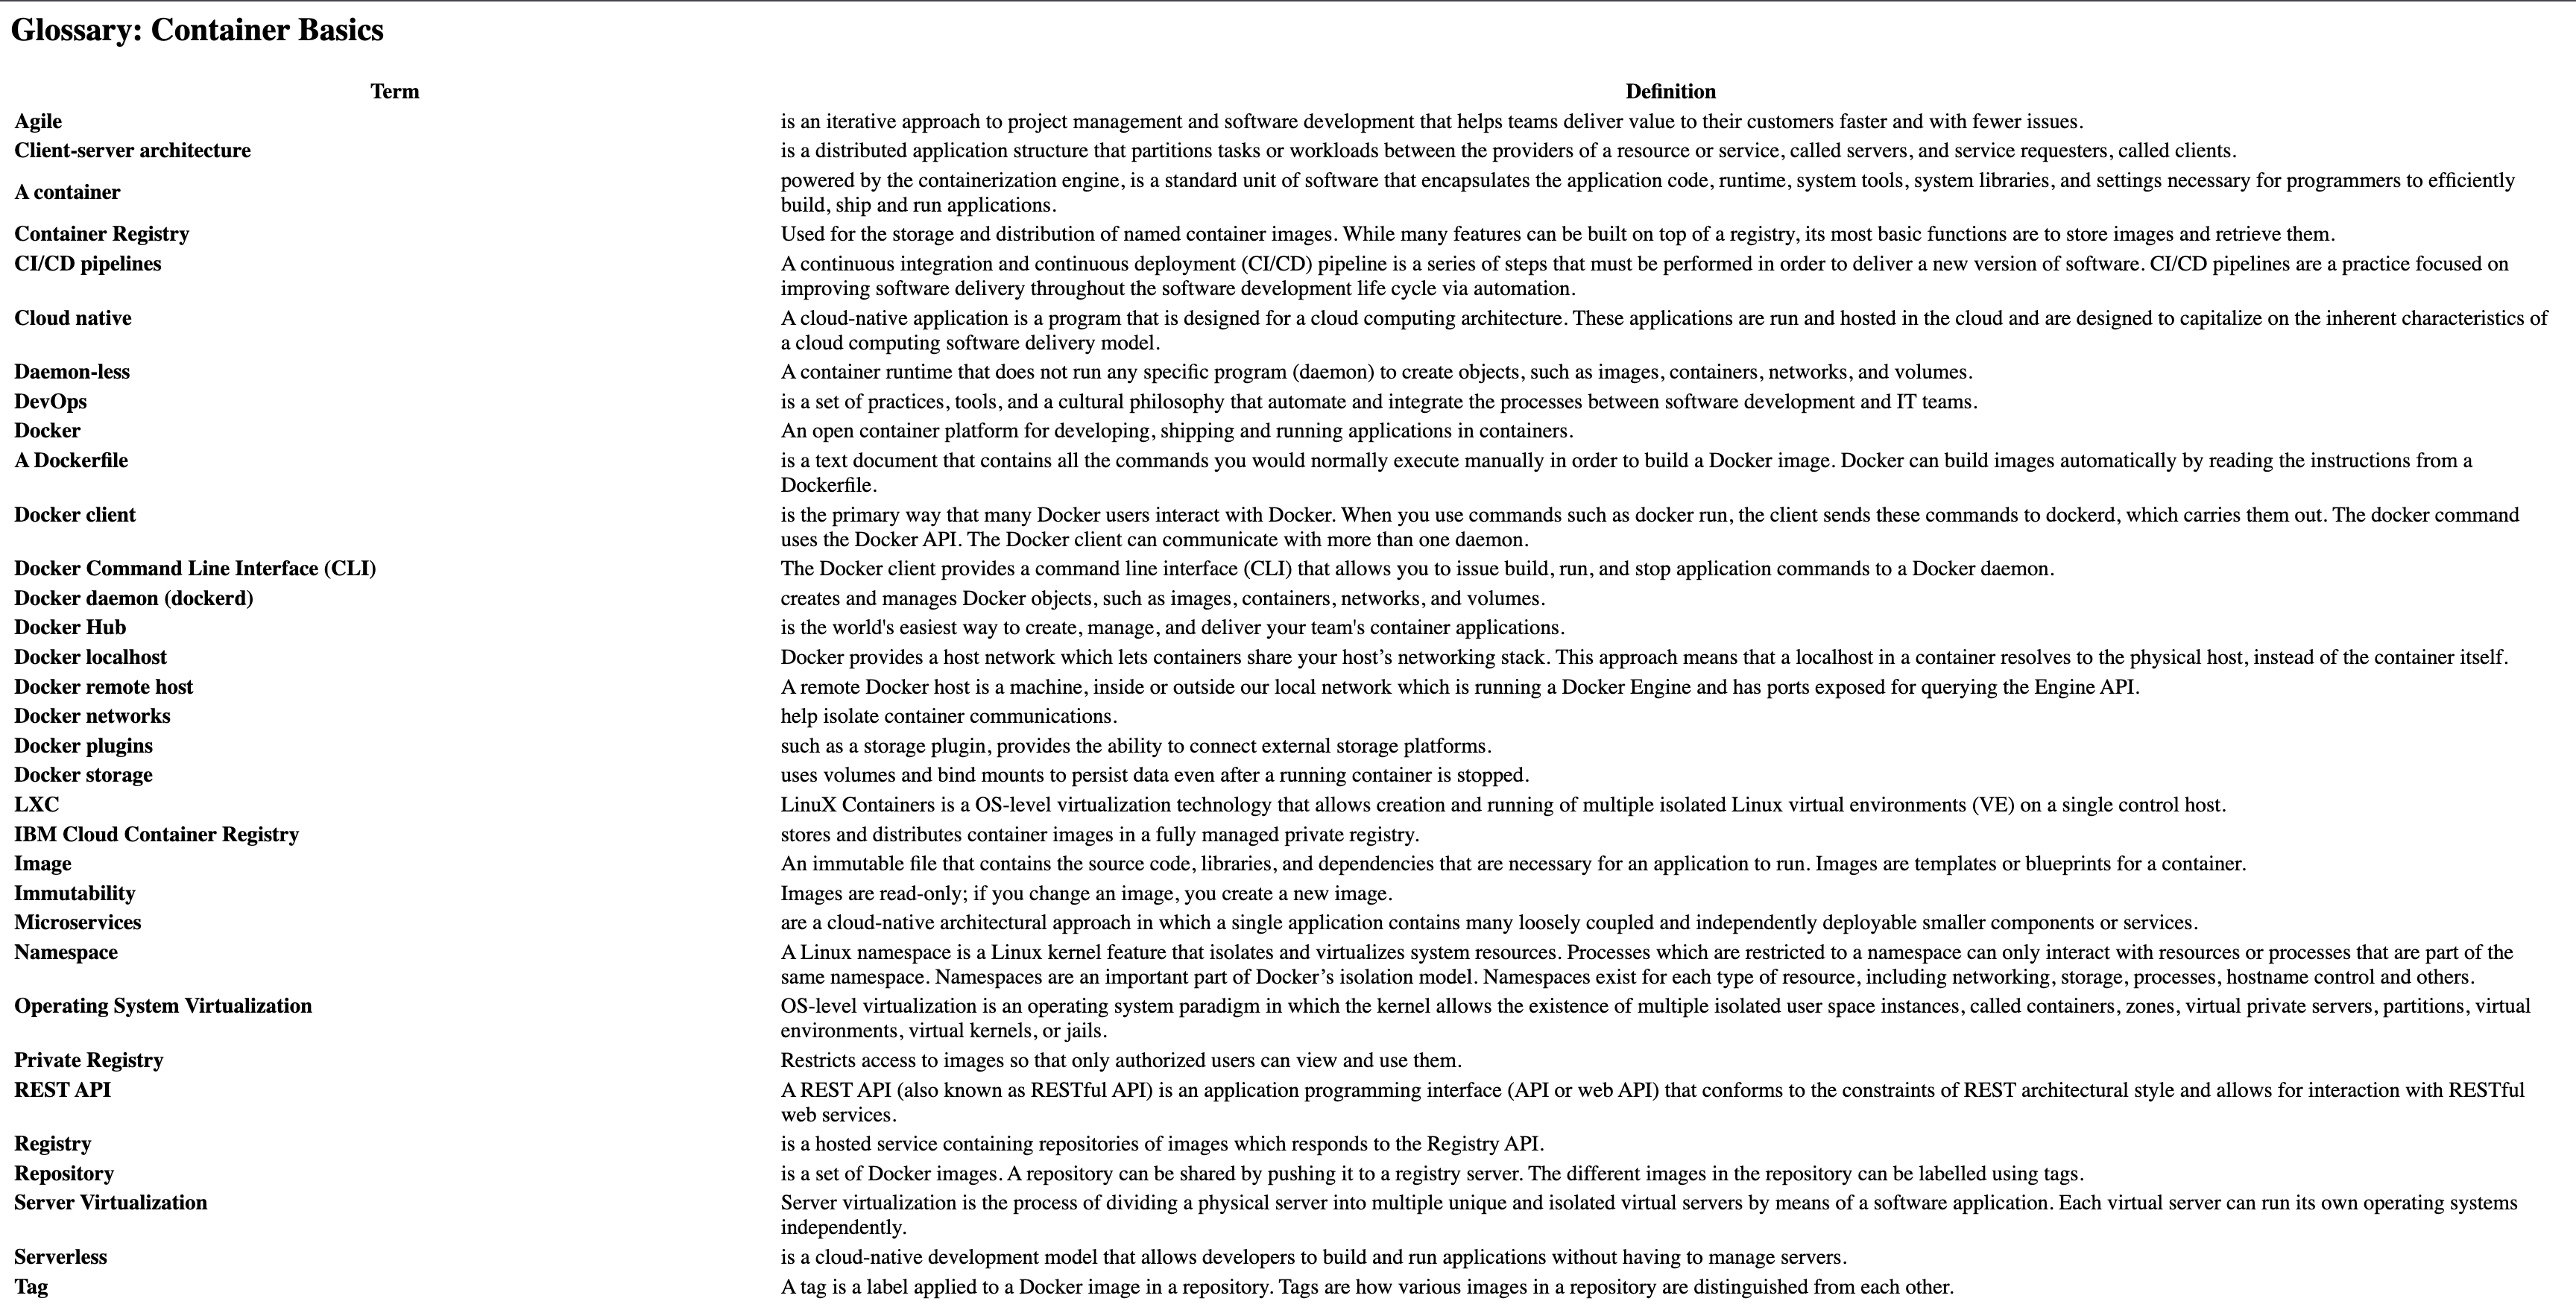 Glossary: Container Basics
Term Definition
Agile is an iterative approach to project management and software development that helps teams deliver value to their customers faster and with fewer issues.
Client-server architecture is a distributed application structure that partitions tasks or workloads between the providers of a resource or service, called servers, and service requesters, called clients.
A container powered by the containerization engine, is a standard unit of software that encapsulates the application code, runtime, system tools, system libraries, and settings necessary for programmers to efficiently
build, ship and run applications.
Container Registry Used for the storage and distribution of named container images. While many features can be built on top of a registry, its most basic functions are to store images and retrieve them.
CI/CD pipelines A continuous integration and continuous deployment (CI/CD) pipeline is a series of steps that must be performed in order to deliver a new version of software. CI/CD pipelines are a practice focused on
improving software delivery throughout the software development life cycle via automation.
Cloud native A cloud-native application is a program that is designed for a cloud computing architecture. These applications are run and hosted in the cloud and are designed to capitalize on the inherent characteristics of
a cloud computing software delivery model.
Daemon-less A container runtime that does not run any specific program (daemon) to create objects, such as images, containers, networks, and volumes.
DevOps is a set of practices, tools, and a cultural philosophy that automate and integrate the processes between software development and IT teams.
Docker An open container platform for developing, shipping and running applications in containers.
A Dockerfile is a text document that contains all the commands you would normally execute manually in order to build a Docker image. Docker can build images automatically by reading the instructions from a
Dockerfile.
Docker client is the primary way that many Docker users interact with Docker. When you use commands such as docker run, the client sends these commands to dockerd, which carries them out. The docker command
uses the Docker API. The Docker client can communicate with more than one daemon.
Docker Command Line Interface (CLI) The Docker client provides a command line interface (CLI) that allows you to issue build, run, and stop application commands to a Docker daemon.
Docker daemon (dockerd) creates and manages Docker objects, such as images, containers, networks, and volumes.
Docker Hub is the world's easiest way to create, manage, and deliver your team's container applications.
Docker localhost Docker provides a host network which lets containers share your host’s networking stack. This approach means that a localhost in a container resolves to the physical host, instead of the container itself.
Docker remote host A remote Docker host is a machine, inside or outside our local network which is running a Docker Engine and has ports exposed for querying the Engine API.
Docker networks help isolate container communications.
Docker plugins such as a storage plugin, provides the ability to connect external storage platforms.
Docker storage uses volumes and bind mounts to persist data even after a running container is stopped.
LXC LinuX Containers is a OS-level virtualization technology that allows creation and running of multiple isolated Linux virtual environments (VE) on a single control host.
IBM Cloud Container Registry stores and distributes container images in a fully managed private registry.
Image An immutable file that contains the source code, libraries, and dependencies that are necessary for an application to run. Images are templates or blueprints for a container.
Immutability Images are read-only; if you change an image, you create a new image.
Microservices are a cloud-native architectural approach in which a single application contains many loosely coupled and independently deployable smaller components or services.
Namespace A Linux namespace is a Linux kernel feature that isolates and virtualizes system resources. Processes which are restricted to a namespace can only interact with resources or processes that are part of the
same namespace. Namespaces are an important part of Docker’s isolation model. Namespaces exist for each type of resource, including networking, storage, processes, hostname control and others.
Operating System Virtualization OS-level virtualization is an operating system paradigm in which the kernel allows the existence of multiple isolated user space instances, called containers, zones, virtual private servers, partitions, virtual
environments, virtual kernels, or jails.
Private Registry Restricts access to images so that only authorized users can view and use them.
REST API A REST API (also known as RESTful API) is an application programming interface (API or web API) that conforms to the constraints of REST architectural style and allows for interaction with RESTful
web services.
Registry is a hosted service containing repositories of images which responds to the Registry API.
Repository is a set of Docker images. A repository can be shared by pushing it to a registry server. The different images in the repository can be labelled using tags.
Server Virtualization Server virtualization is the process of dividing a physical server into multiple unique and isolated virtual servers by means of a software application. Each virtual server can run its own operating systems
independently.
Serverless is a cloud-native development model that allows developers to build and run applications without having to manage servers.
Tag A tag is a label applied to a Docker image in a repository. Tags are how various images in a repository are distinguished from each other.